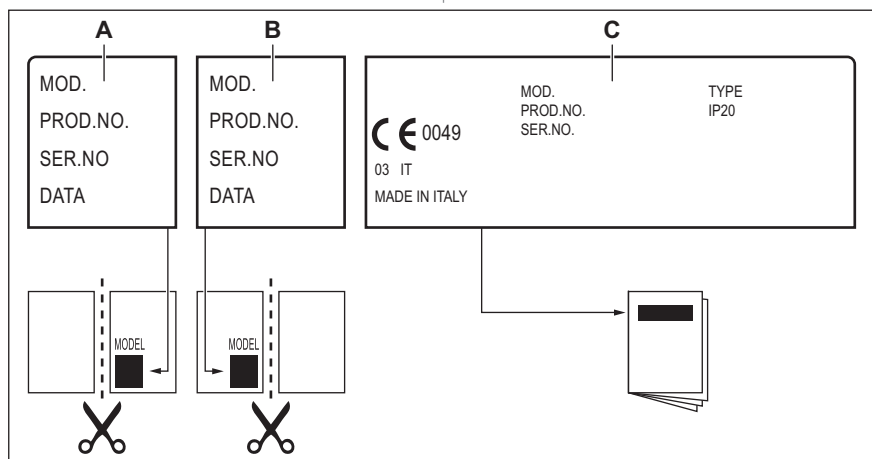 A
B
C
MOD.
PROD.NO.
SER.NO
DATA
MOD.
PROD.NO.
SER.NO
DATA
MOD.
PROD.NO.
SER.NO.
TYPE
IP20
CE 0049
03 IT
MADE IN ITALY
MODEL
MODEL